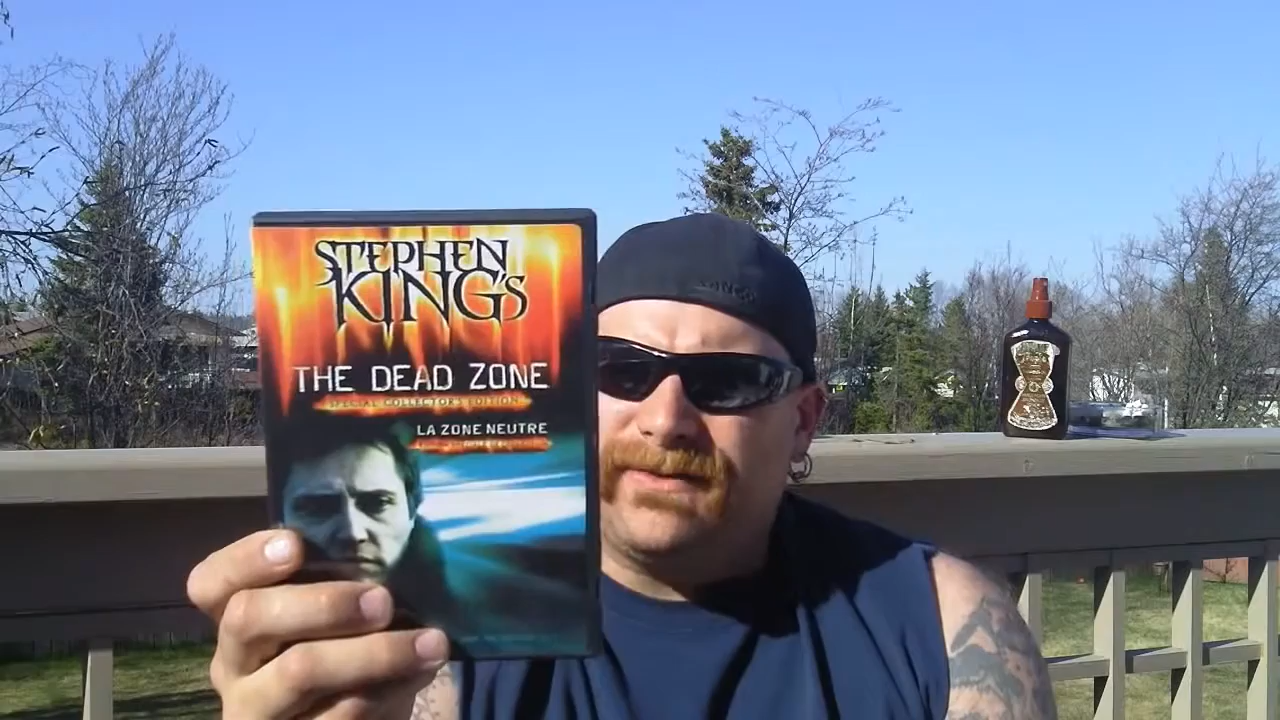 STEPHEN
KING'S
THE DEAD ZONE
SPECIAL COLLECTOR'S EDITION
LA ZONE NEUTRE